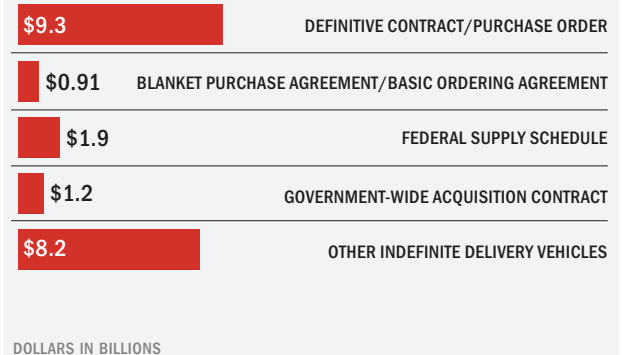 $9.3 DEFINITIVE CONTRACT/PURCHASE ORDER
$0.91 BLANKET PURCHASE AGREEMENT/BASIC ORDERING AGREEMENT
$1.9 FEDERAL SUPPLY SCHEDULE
$1.2 GOVERNMENT-WIDE ACQUISITION CONTRACT
$8.2 OTHER INDEFINITE DELIVERY VEHICLES
DOLLARS IN BILLIONS